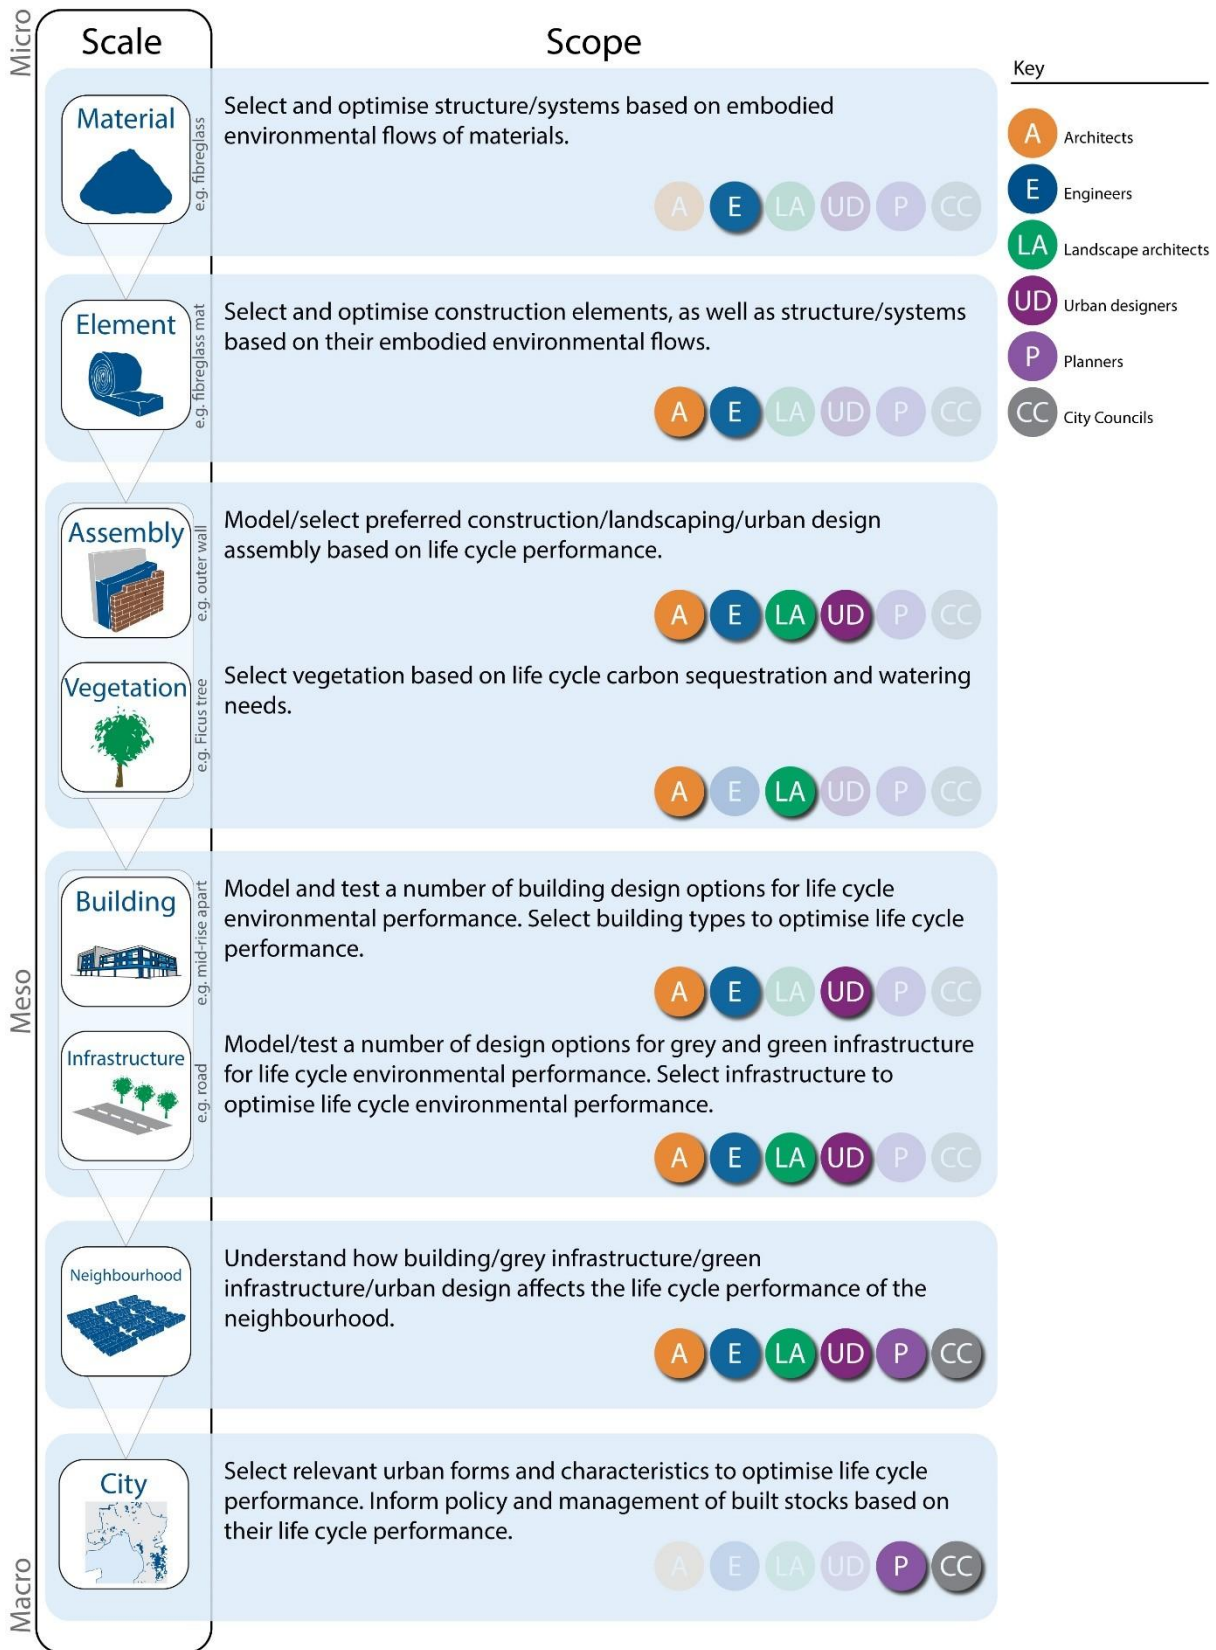 Micro
Scale
Scope
Key
A Architects
E Engineers
LA Landscape architects
UD Urban designers
P Planners
CC City Councils
Material
e.g. fibreglass
Select and optimise structure/systems based on embodied
environmental flows of materials.
A E LA UD P CC
Element
e.g. fibreglass mat
Select and optimise construction elements, as well as structure/systems
based on their embodied environmental flows.
A E LA UD P CC
Assembly
e.g. outer wall
Model/select preferred construction/landscaping/urban design
assembly based on life cycle performance.
A E LA UD P CC
Vegetation
e.g. Ficus tree
Select vegetation based on life cycle carbon sequestration and watering
needs.
A E LA UD P CC
Meso
Building
e.g. mid-rise apart
Model and test a number of building design options for life cycle
environmental performance. Select building types to optimise life cycle
performance.
A E LA UD P CC
Infrastructure
e.g. road
Model/test a number of design options for grey and green infrastructure
for life cycle environmental performance. Select infrastructure to
optimise life cycle environmental performance.
A E LA UD P CC
Neighbourhood
Understand how building/grey infrastructure/green
infrastructure/urban design affects the life cycle performance of the
neighbourhood.
A E LA UD P CC
City
Select relevant urban forms and characteristics to optimise life cycle
performance. Inform policy and management of built stocks based on
their life cycle performance.
A E LA UD P CC
Macro